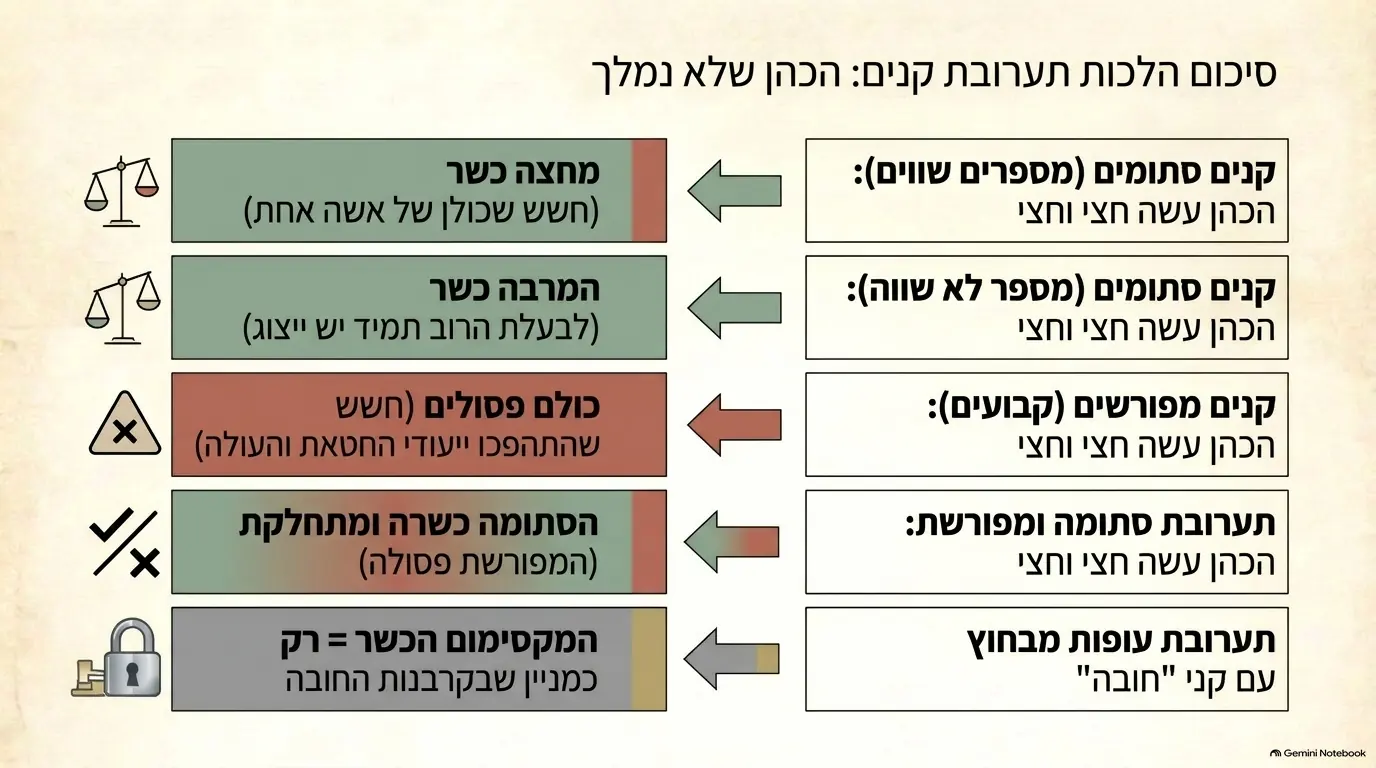 סיכום הלכות תערובת קנים: הכהן שלא נמלך
קנים סתומים (מספרים שווים):
הכהן עשה חצי וחצי
מחצה כשר
(חשש שכולן של אשה אחת)
קנים סתומים (מספר לא שווה):
הכהן עשה חצי וחצי
המרבה כשר
(לבעלת הרוב תמיד יש ייצוג)
קנים מפורשים (קבועים):
הכהן עשה חצי וחצי
כולם פסולים (חשש
שהתהפכו ייעודי החטאת והעולה)
תערובת סתומה ומפורשת:
הכהן עשה חצי וחצי
הסתומה כשרה ומתחלקת
(המפורשת פסולה)
תערובת עופות מבחוץ
עם קני "חובה"
המקסימום הכשר = רק
כמניין שבקרבנות החובה
Gemini Notebook